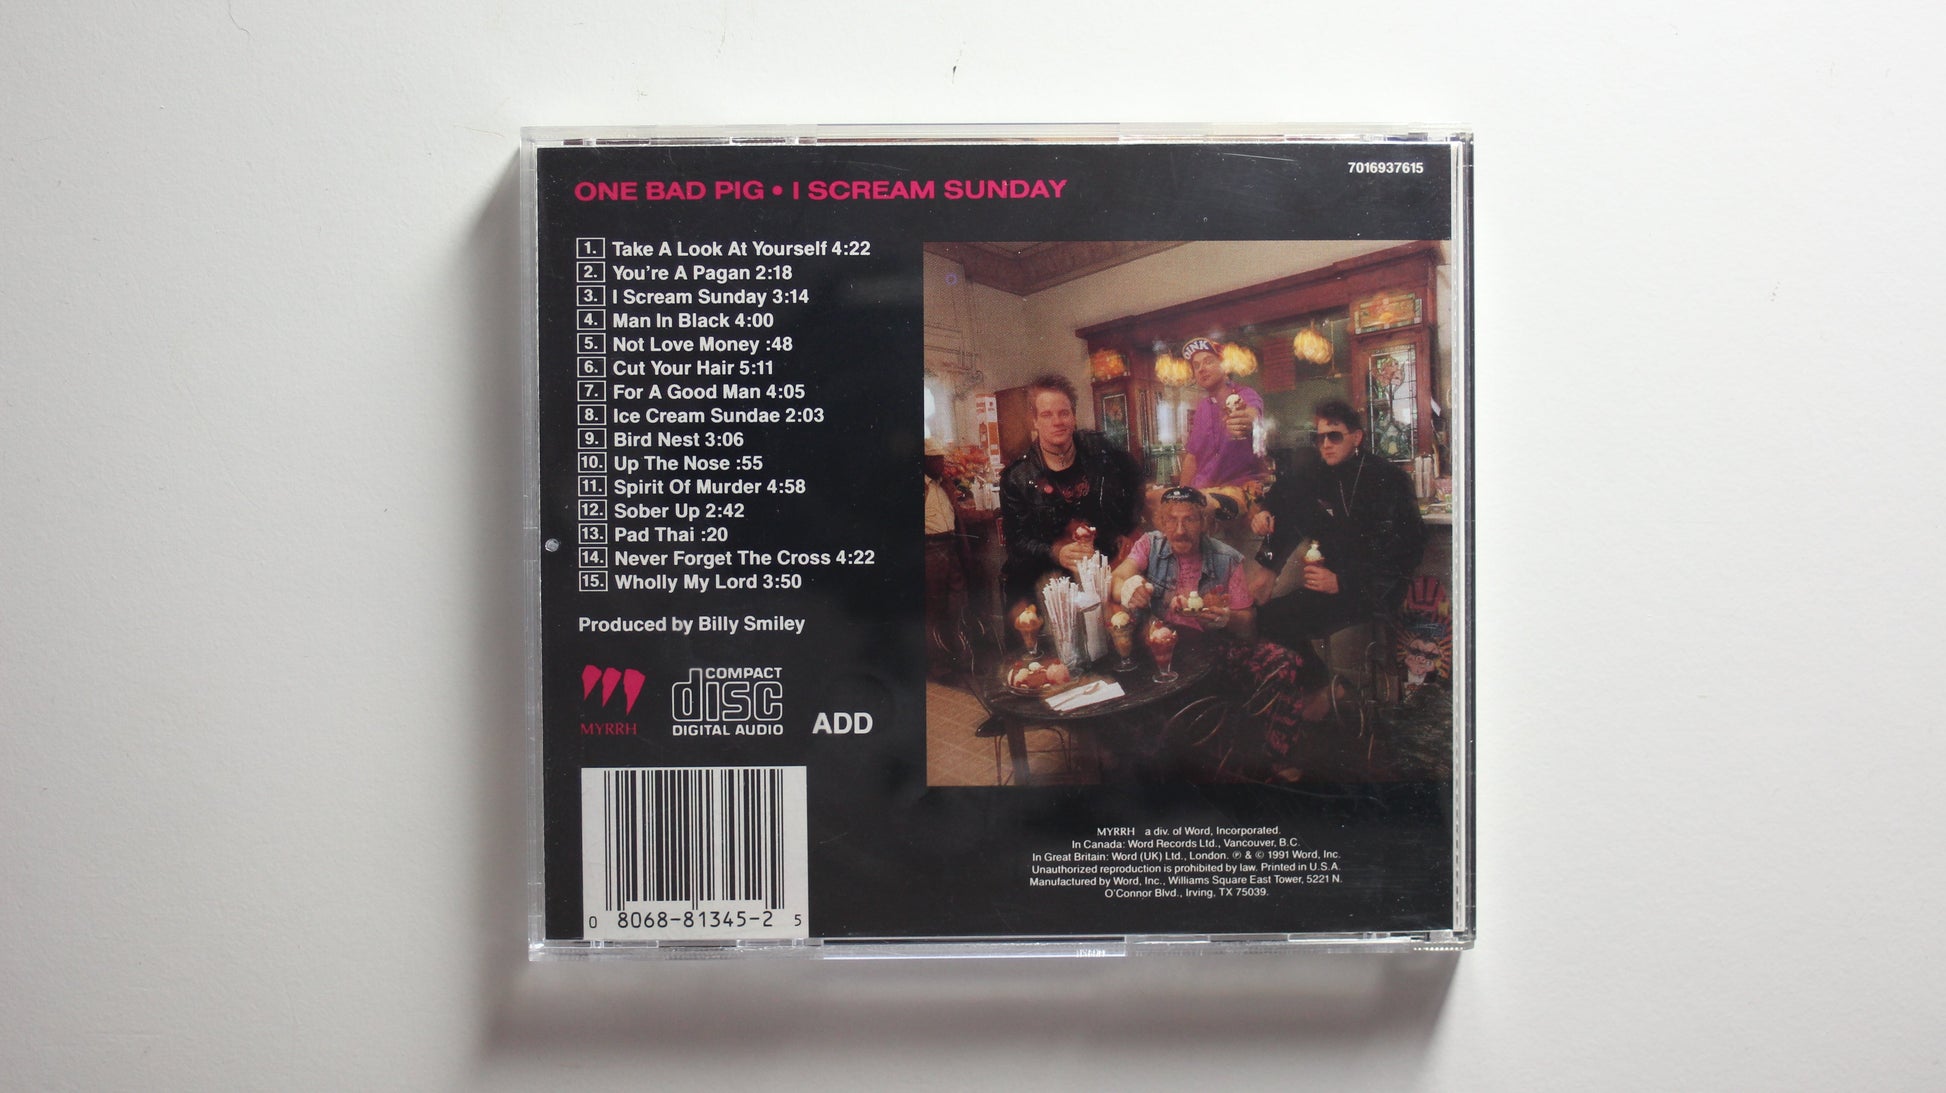 7016937615
ONE BAD PIG • I SCREAM SUNDAY
1. Take A Look At Yourself 4:22
2. You're A Pagan 2:18
3. I Scream Sunday 3:14
4. Man In Black 4:00
5. Not Love Money :48
6. Cut Your Hair 5:11
7. For A Good Man 4:05
8. Ice Cream Sundae 2:03
9. Bird Nest 3:06
10. Up The Nose :55
11. Spirit Of Murder 4:58
12. Sober Up 2:42
13. Pad Thai :20
14. Never Forget The Cross 4:22
15. Wholly My Lord 3:50
Produced by Billy Smiley
MYRRH
COMPACT
disc
DIGITAL AUDIO
ADD
0 8068-81345-2 5
OINK
MYRRH a div. of Word, Incorporated.
In Canada: Word Records Ltd., Vancouver, B.C.
In Great Britain: Word (UK) Ltd., London. ℗ & © 1991 Word, Inc.
Unauthorized reproduction is prohibited by law. Printed in U.S.A.
Manufactured by Word, Inc., Williams Square East Tower, 5221 N.
O'Connor Blvd., Irving, TX 75039.